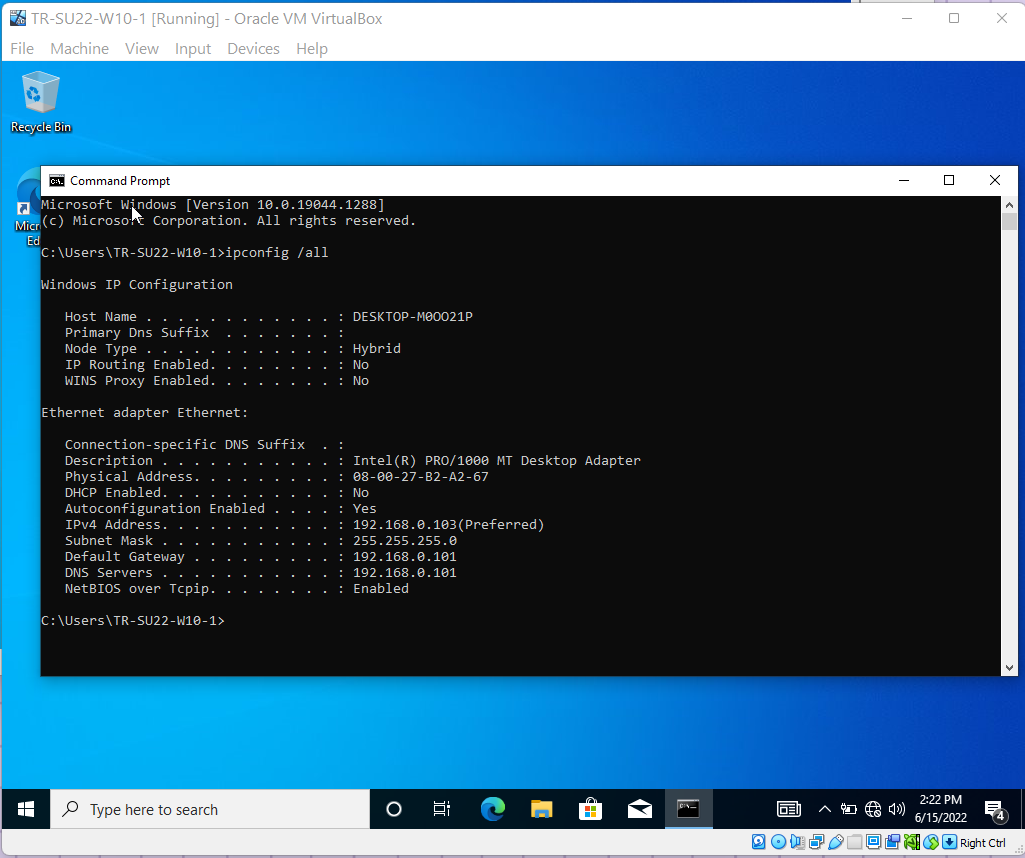 TR-SU22-W10-1 [Running] - Oracle VM VirtualBox
File Machine View Input Devices Help
Recycle Bin
Command Prompt
Microsoft Windows [Version 10.0.19044.1288]
(c) Microsoft Corporation. All rights reserved.
C:\Users\TR-SU22-W10-1>ipconfig /all
Windows IP Configuration
Host Name . . . . . . . . . . . . : DESKTOP-M0OO21P
Primary Dns Suffix  . . . . . . . :
Node Type . . . . . . . . . . . . : Hybrid
IP Routing Enabled. . . . . . . . : No
WINS Proxy Enabled. . . . . . . . : No
Ethernet adapter Ethernet:
Connection-specific DNS Suffix  . :
Description . . . . . . . . . . . : Intel(R) PRO/1000 MT Desktop Adapter
Physical Address. . . . . . . . . : 08-00-27-B2-A2-67
DHCP Enabled. . . . . . . . . . . : No
Autoconfiguration Enabled . . . . : Yes
IPv4 Address. . . . . . . . . . . : 192.168.0.103(Preferred)
Subnet Mask . . . . . . . . . . . : 255.255.255.0
Default Gateway . . . . . . . . . : 192.168.0.101
DNS Servers . . . . . . . . . . . : 192.168.0.101
NetBIOS over Tcpip. . . . . . . . : Enabled
C:\Users\TR-SU22-W10-1>
Micr
Ed
Type here to search
2:22 PM
6/15/2022
4
Right Ctrl